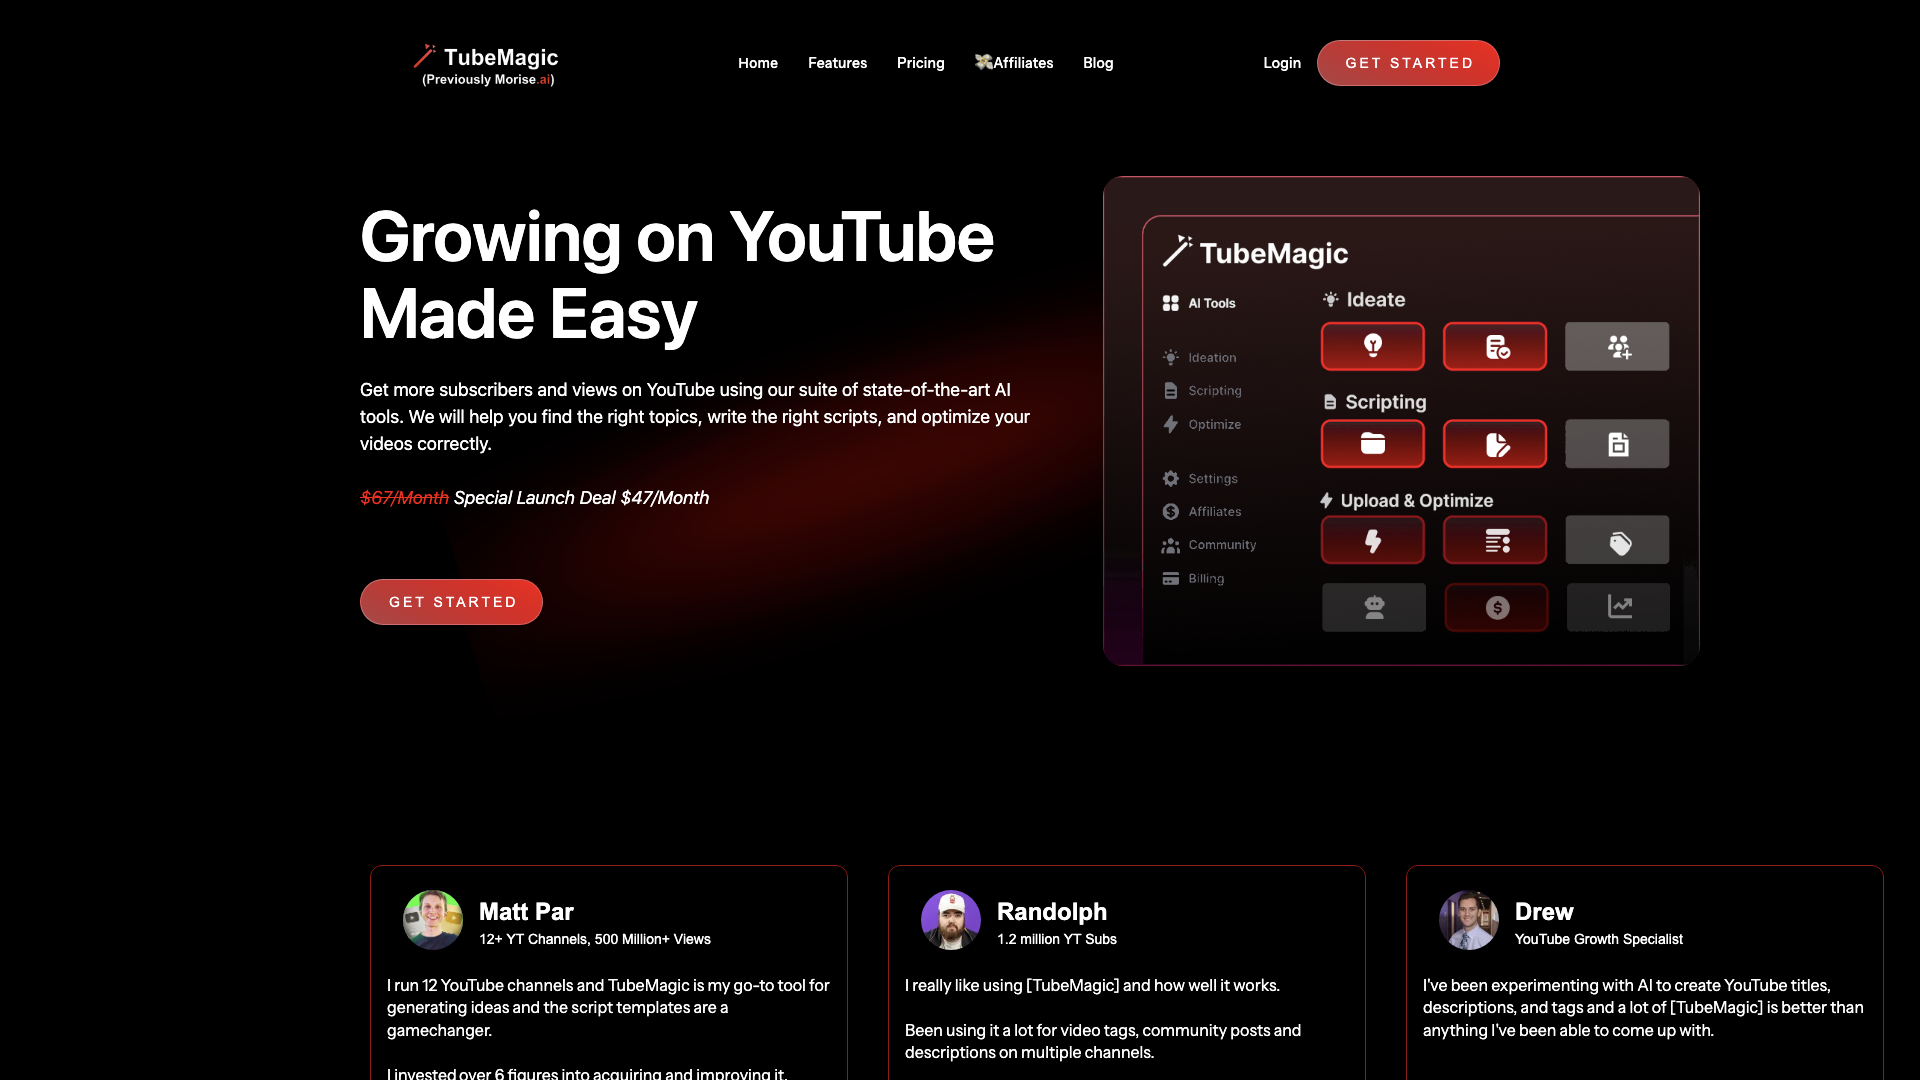 TubeMagic
(Previously Morise.ai)
Home
Features
Pricing
💸Affiliates
Blog
Login
GET STARTED
Growing on YouTube
Made Easy
Get more subscribers and views on YouTube using our suite of state-of-the-art AI
tools. We will help you find the right topics, write the right scripts, and optimize your
videos correctly.
$67/Month Special Launch Deal $47/Month
GET STARTED
TubeMagic
AI Tools
Ideation
Scripting
Optimize
Settings
Affiliates
Community
Billing
Ideate
Scripting
Upload & Optimize
Matt Par
12+ YT Channels, 500 Million+ Views
I run 12 YouTube channels and TubeMagic is my go-to tool for
generating ideas and the script templates are a
gamechanger.
I invested over 6 figures into acquiring and improving it.
Randolph
1.2 million YT Subs
I really like using [TubeMagic] and how well it works.
Been using it a lot for video tags, community posts and
descriptions on multiple channels.
Drew
YouTube Growth Specialist
I've been experimenting with AI to create YouTube titles,
descriptions, and tags and a lot of [TubeMagic] is better than
anything I've been able to come up with.